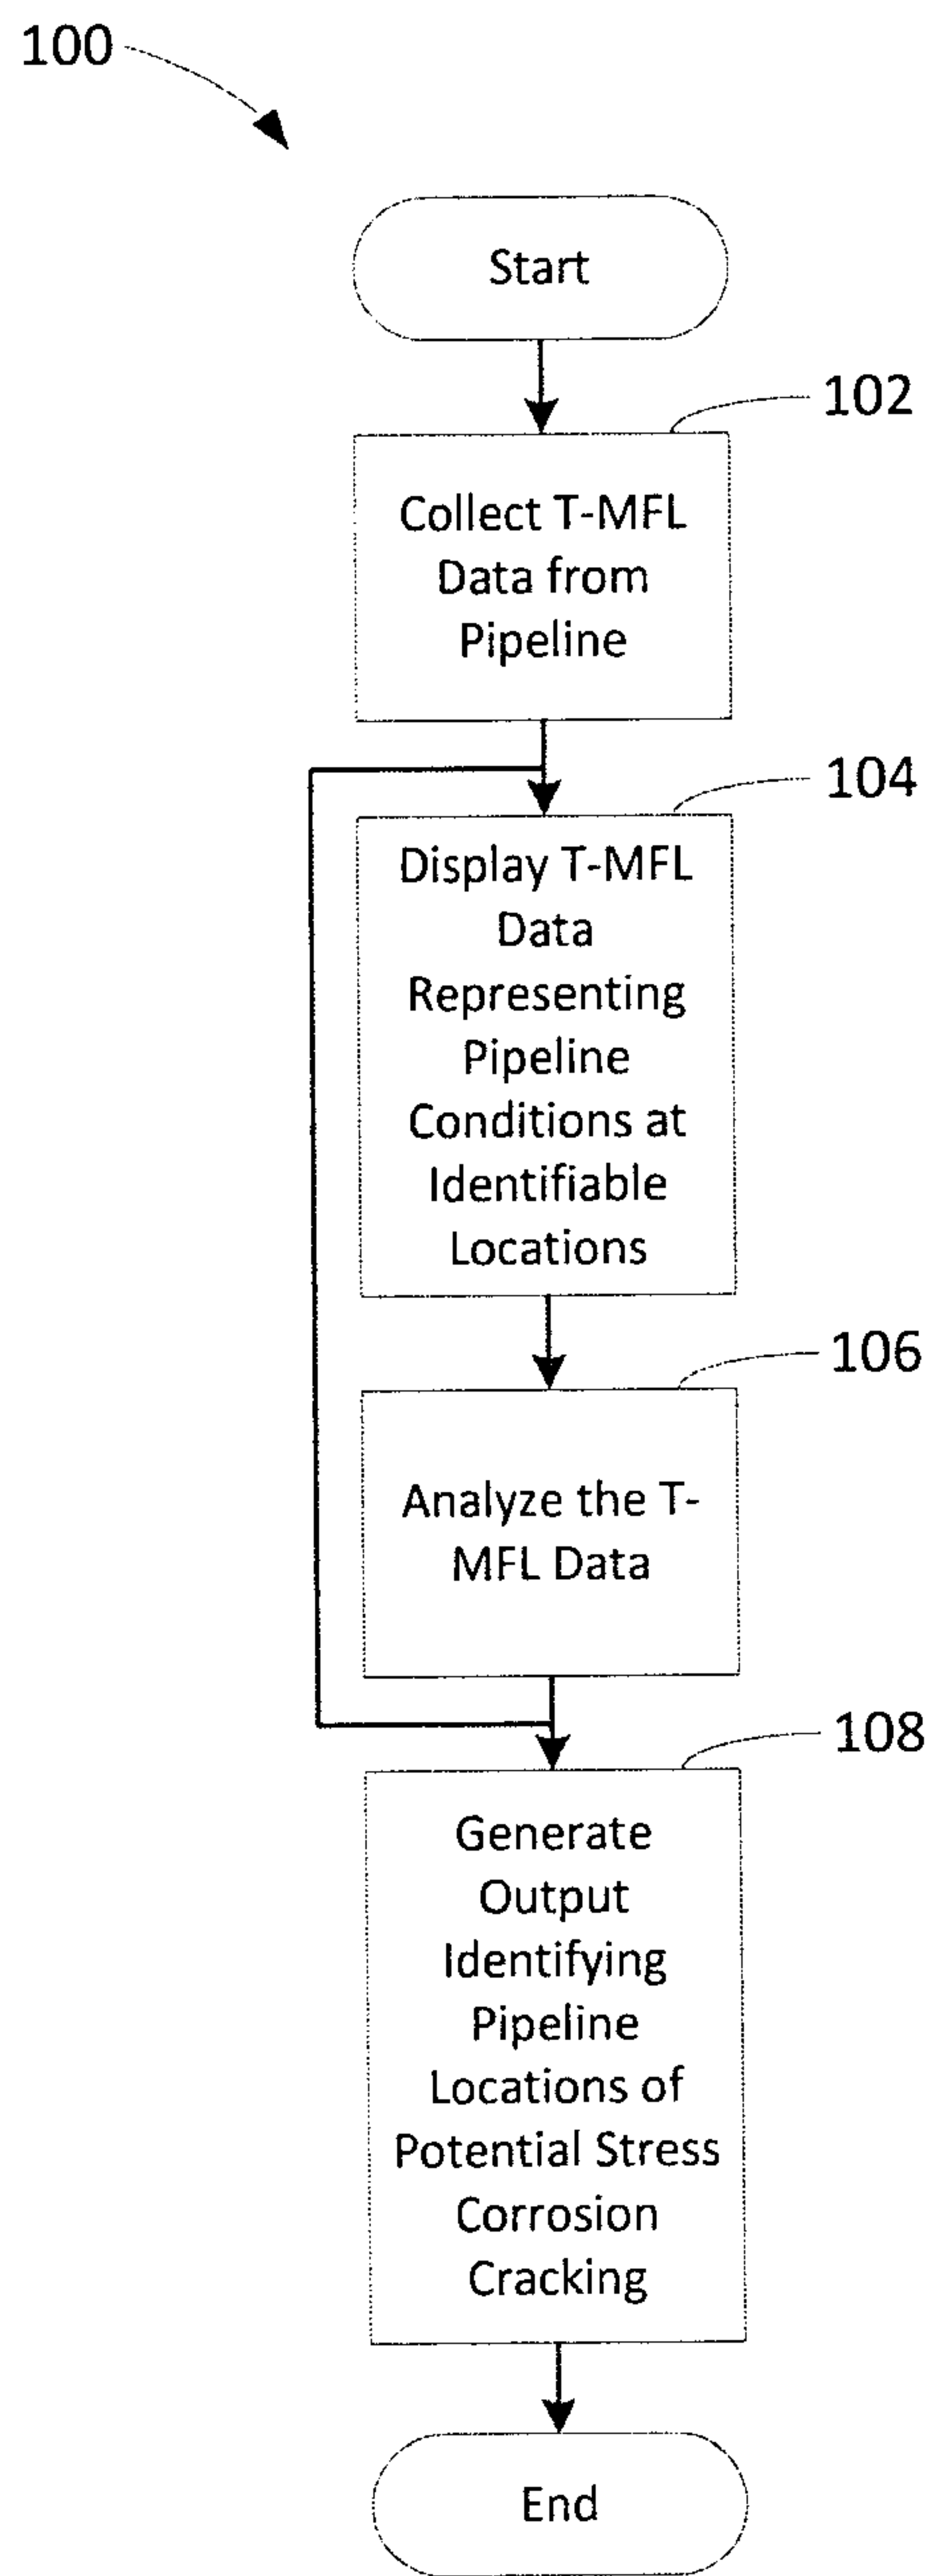 100
Start
102
Collect T-MFL
Data from
Pipeline
104
Display T-MFL
Data
Representing
Pipeline
Conditions at
Identifiable
Locations
106
Analyze the T-
MFL Data
108
Generate
Output
Identifying
Pipeline
Locations of
Potential Stress
Corrosion
Cracking
End